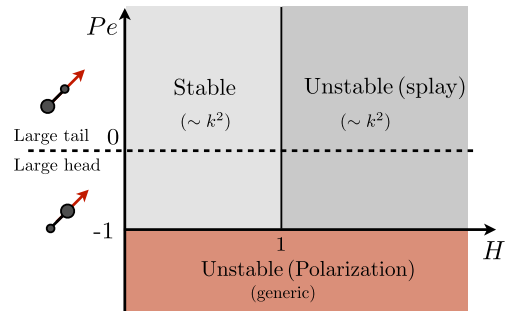 Pe
Stable
Unstable (splay)
(∼ k²)
(∼ k²)
Large tail
0
Large head
-1
1
H
Unstable (Polarization)
(generic)